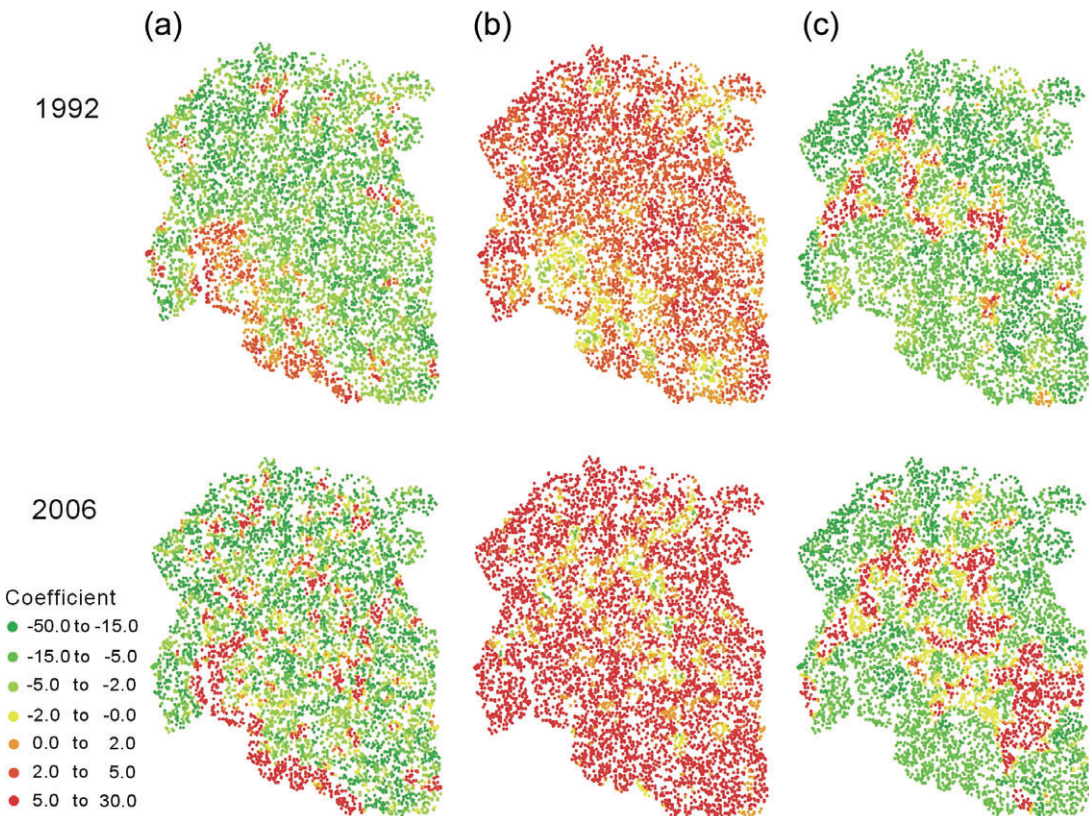 (a) (b) (c)
1992
2006
Coefficient
-50.0 to -15.0
-15.0 to -5.0
-5.0 to -2.0
-2.0 to -0.0
0.0 to 2.0
2.0 to 5.0
5.0 to 30.0